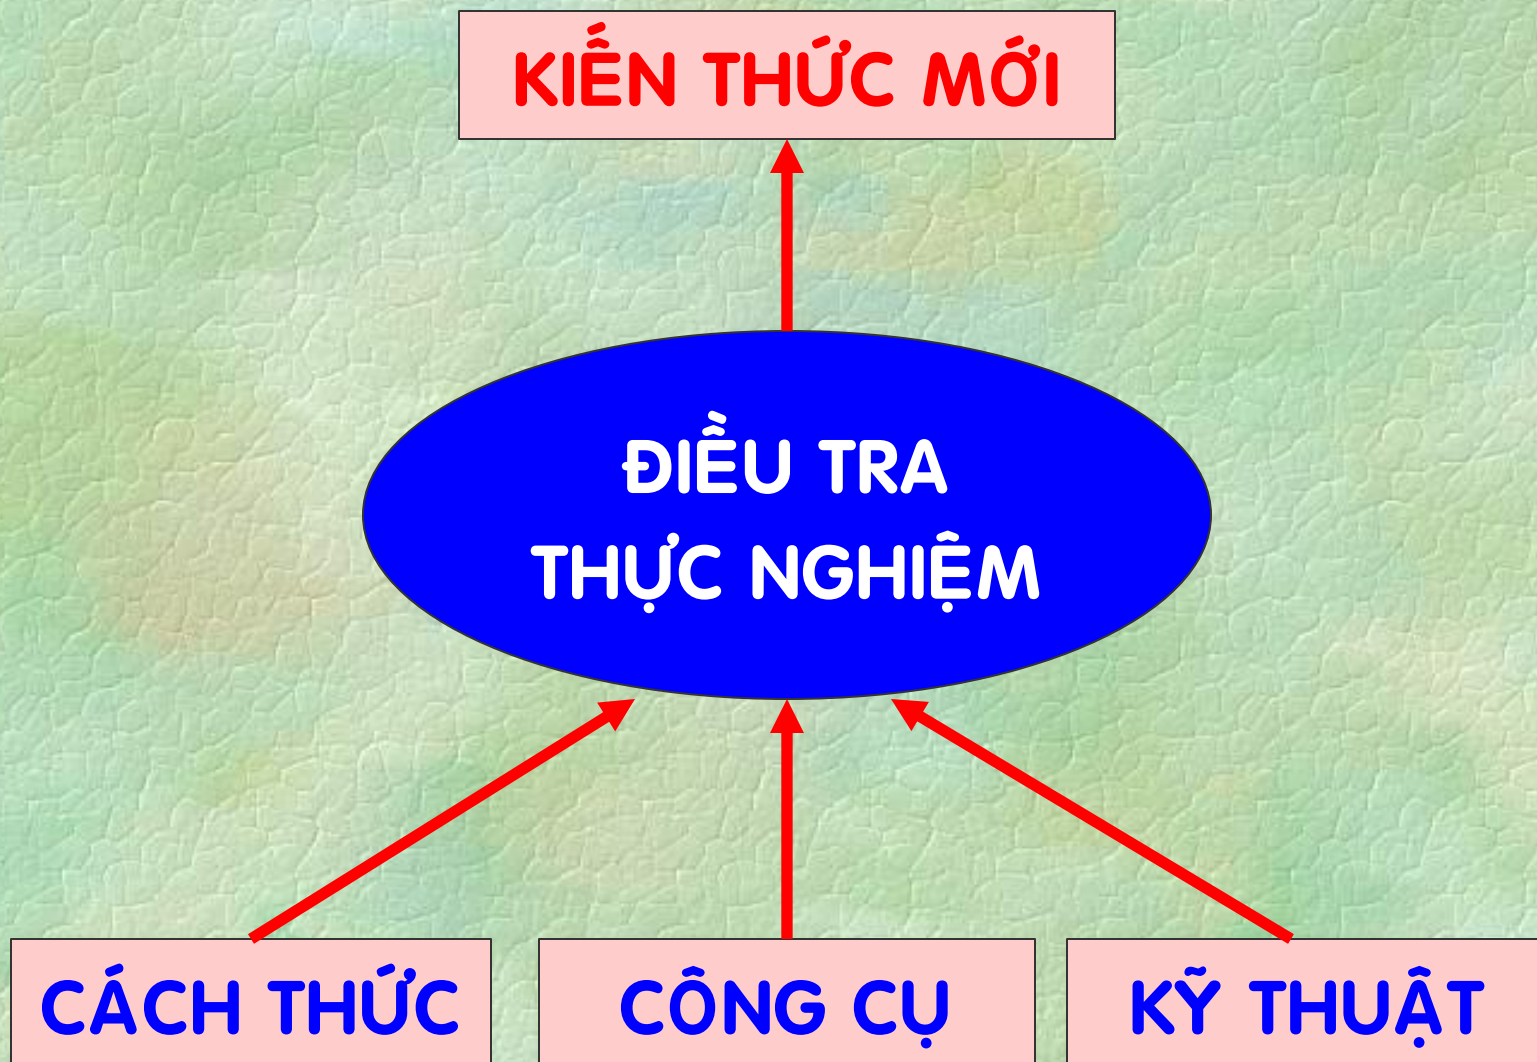 KIẾN THỨC MỚI
ĐIỀU TRA
THỰC NGHIỆM
CÁCH THỨC
CÔNG CỤ
KỸ THUẬT